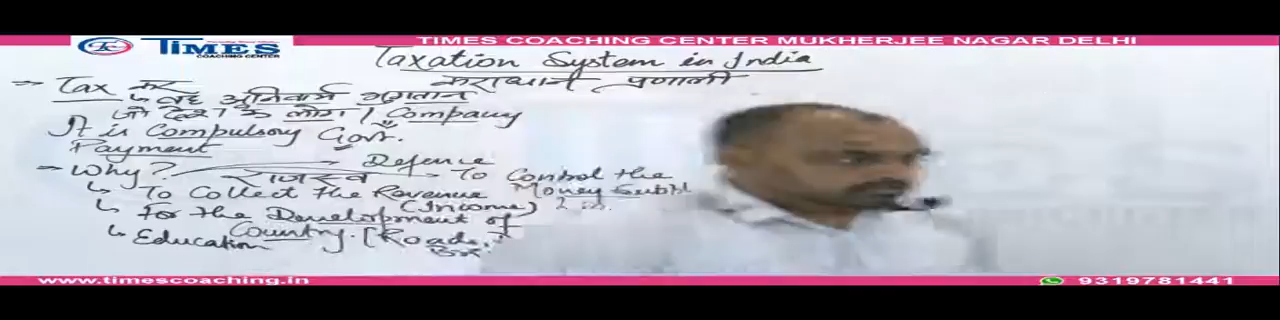 TIMES COACHING CENTER MUKHERJEE NAGAR DELHI
TIMES
COACHING CENTER
Taxation System in India
कराधान प्रणाली
→ Tax कर
↳ वह अनिवार्य भुगतान
जो देश के लोग / Company
It is Compulsory Govt.
Payment
→ Why? → Defence
राजस्व → To Control the
↳ To Collect the Revenue Money
(Income)
↳ For the Development of
Country. [Roads,
↳ Education
www.timescoaching.in
9319781441